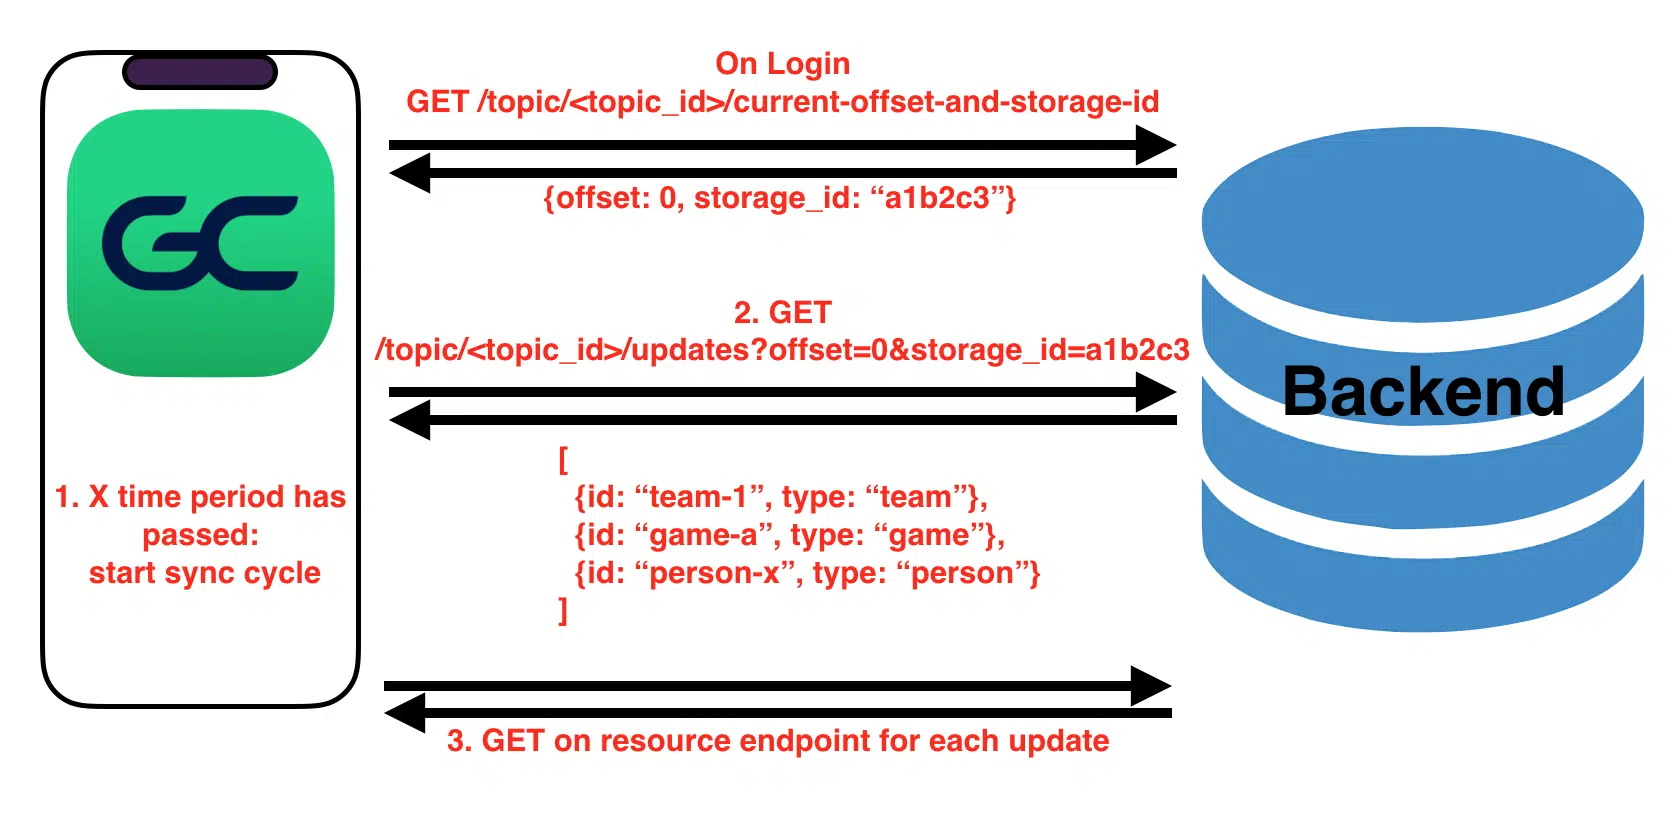 On Login
GET /topic/<topic_id>/current-offset-and-storage-id
{offset: 0, storage_id: “a1b2c3”}
GC
2. GET
/topic/<topic_id>/updates?offset=0&storage_id=a1b2c3
Backend
[
{id: “team-1”, type: “team”},
{id: “game-a”, type: “game”},
{id: “person-x”, type: “person”}
]
1. X time period has
passed:
start sync cycle
3. GET on resource endpoint for each update